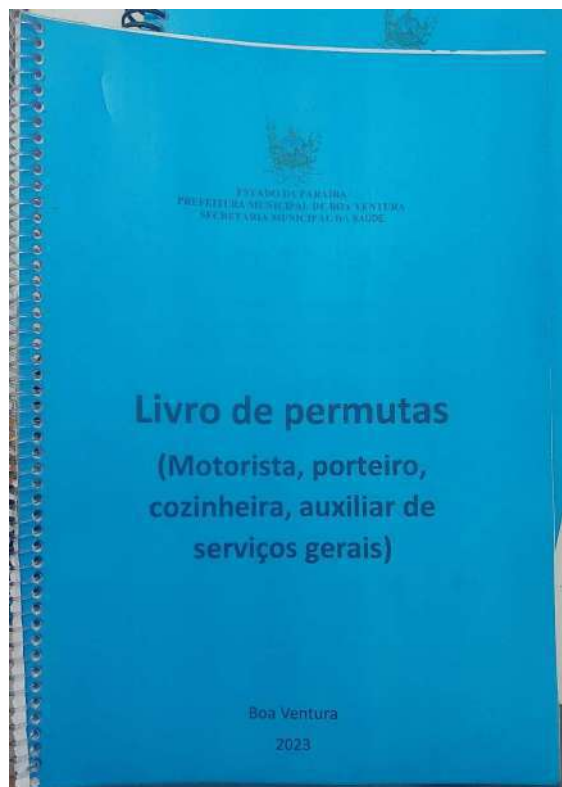 ESTADO DA PARAÍBA
PREFEITURA MUNICIPAL DE BOA VENTURA
SECRETARIA MUNICIPAL DA SAÚDE
Livro de permutas
(Motorista, porteiro,
cozinheira, auxiliar de
serviços gerais)
Boa Ventura
2023